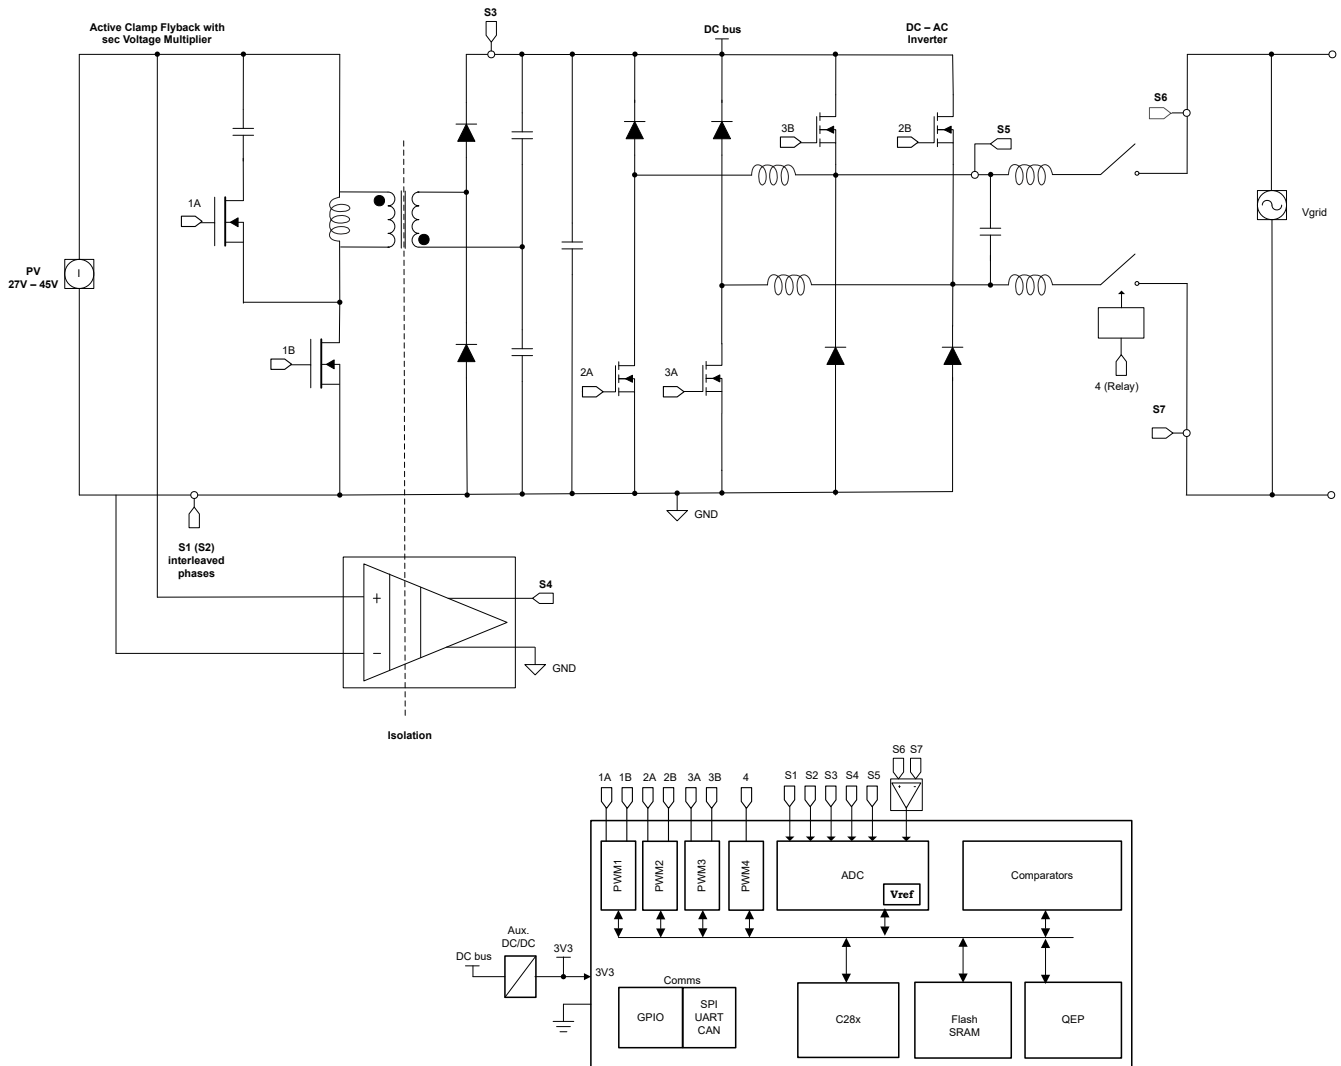 S3
Active Clamp Flyback with
sec Voltage Multiplier
DC bus
DC – AC
Inverter
S6
3B
2B
S5
1A
Vgrid
PV
27V – 45V
I
1B
2A
3A
4 (Relay)
S7
GND
S1 (S2)
interleaved
phases
+
–
S4
GND
Isolation
S6 S7
1A 1B 2A 2B 3A 3B 4 S1 S2 S3 S4 S5
+ -
PWM1
PWM2
PWM3
PWM4
ADC
Vref
Comparators
Aux.
DC/DC
DC bus
3V3
3V3
Comms
GPIO
SPI
UART
CAN
C28x
Flash
SRAM
QEP